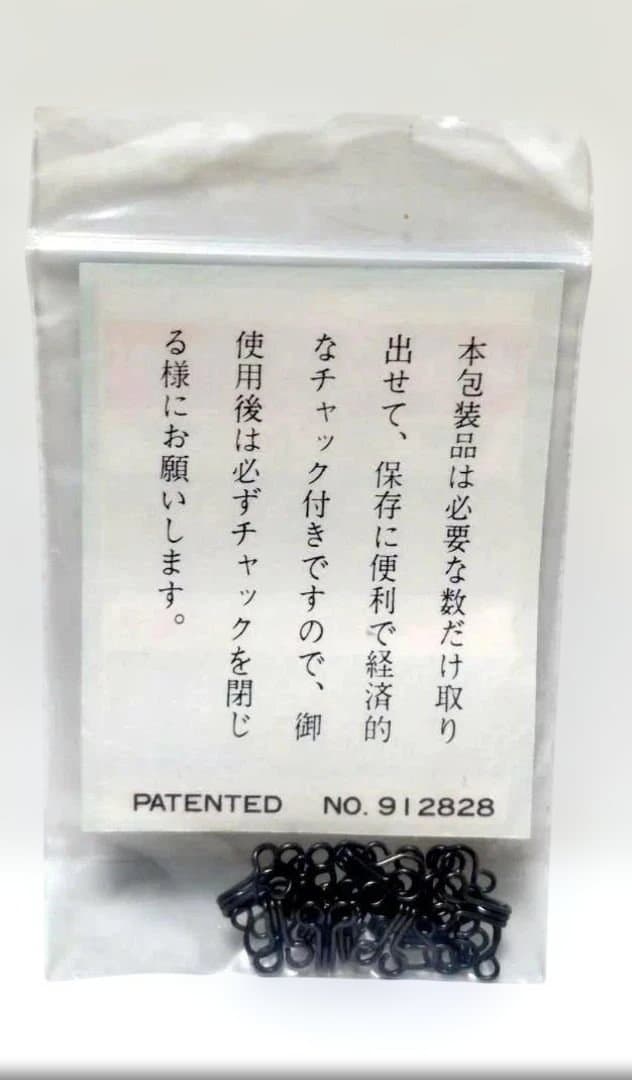 本包装品は必要な数だけ取り
出せて、保存に便利で経済的
なチャック付きですので、御
使用後は必ずチャックを閉じ
る様にお願いします。
PATENTED NO. 912828